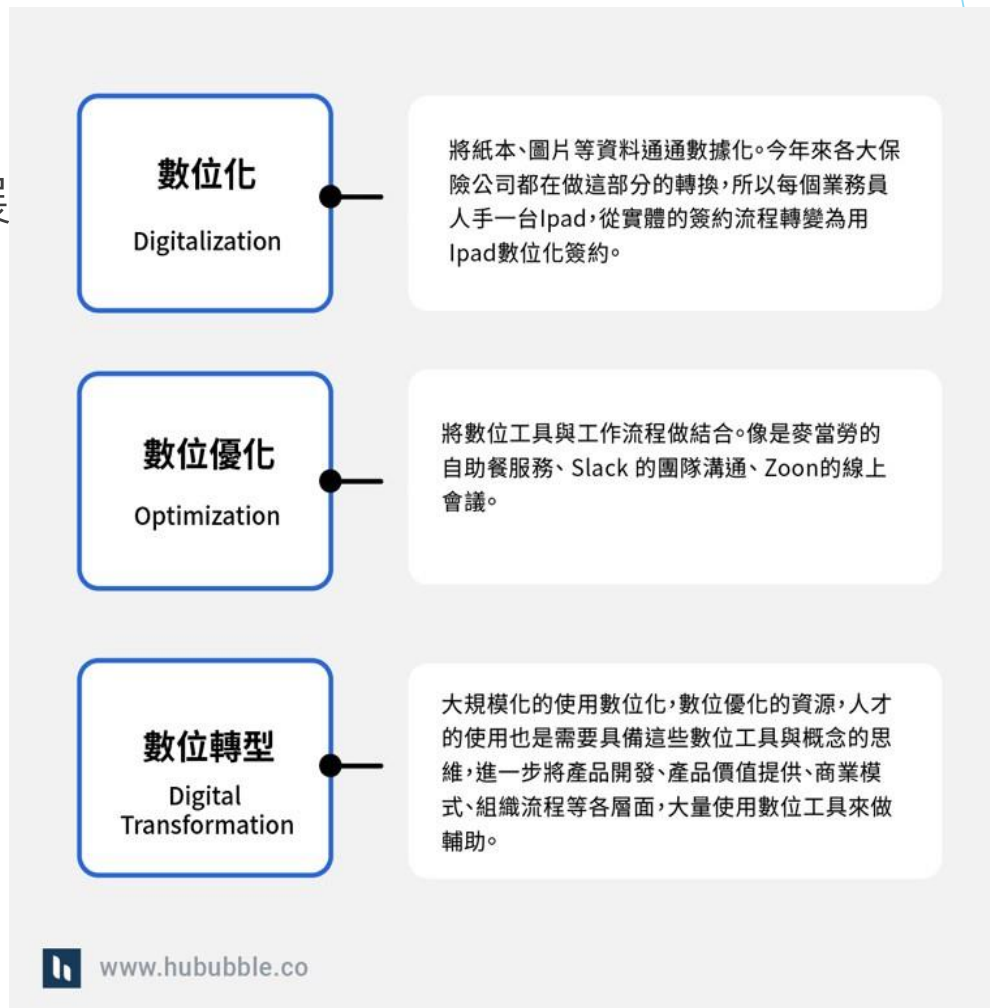 數位化
Digitalization
將紙本、圖片等資料通通數據化。今年來各大保
險公司都在做這部分的轉換,所以每個業務員
人手一台Ipad,從實體的簽約流程轉變為用
Ipad數位化簽約。
數位優化
Optimization
將數位工具與工作流程做結合。像是麥當勞的
自助餐服務、Slack 的團隊溝通、Zoon的線上
會議。
數位轉型
Digital
Transformation
大規模化的使用數位化,數位優化的資源,人才
的使用也是需要具備這些數位工具與概念的思
維,進一步將產品開發、產品價值提供、商業模
式、組織流程等各層面,大量使用數位工具來做
輔助。
www.hububble.co